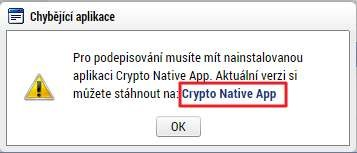 Chybějící aplikace
Pro podepisování musíte mít nainstalovanou
aplikaci Crypto Native App. Aktuální verzi si
můžete stáhnout na: Crypto Native App
OK